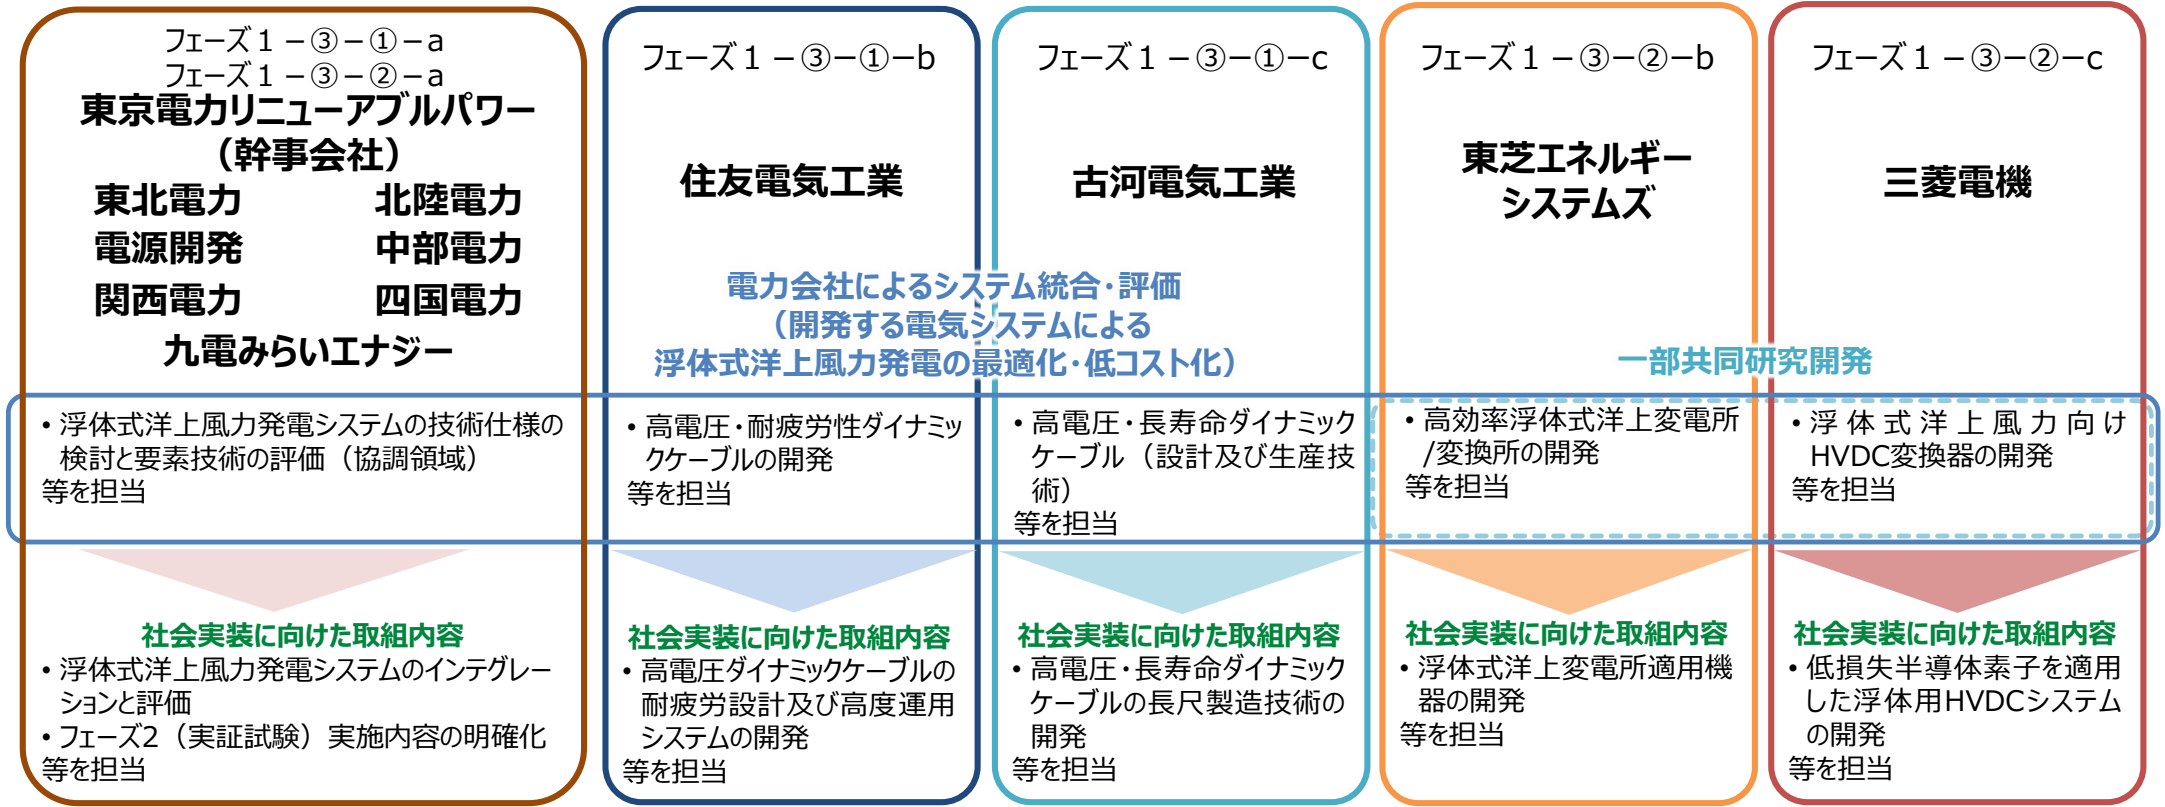 フェーズ１－③－①－a
フェーズ１－③－②－a
東京電力リニューアブルパワー
（幹事会社）
東北電力　北陸電力
電源開発　中部電力
関西電力　四国電力
九電みらいエナジー
フェーズ１－③－①－b
住友電気工業
フェーズ１－③－①－c
古河電気工業
フェーズ１－③－②－b
東芝エネルギー
システムズ
フェーズ１－③－②－c
三菱電機
電力会社によるシステム統合・評価
（開発する電気システムによる
浮体式洋上風力発電の最適化・低コスト化）
一部共同研究開発
• 浮体式洋上風力発電システムの技術仕様の
検討と要素技術の評価（協調領域）
等を担当
• 高電圧・耐疲労性ダイナミッ
クケーブルの開発
等を担当
• 高電圧・長寿命ダイナミック
ケーブル（設計及び生産技
術）
等を担当
• 高効率浮体式洋上変電所
/変換所の開発
等を担当
• 浮体式洋上風力向け
HVDC変換器の開発
等を担当
社会実装に向けた取組内容
• 浮体式洋上風力発電システムのインテグレー
ションと評価
• フェーズ2（実証試験）実施内容の明確化
等を担当
社会実装に向けた取組内容
• 高電圧ダイナミックケーブルの
耐疲労設計及び高度運用
システムの開発
等を担当
社会実装に向けた取組内容
• 高電圧・長寿命ダイナミック
ケーブルの長尺製造技術の
開発
等を担当
社会実装に向けた取組内容
• 浮体式洋上変電所適用機
器の開発
等を担当
社会実装に向けた取組内容
• 低損失半導体素子を適用
した浮体用HVDCシステム
の開発
等を担当